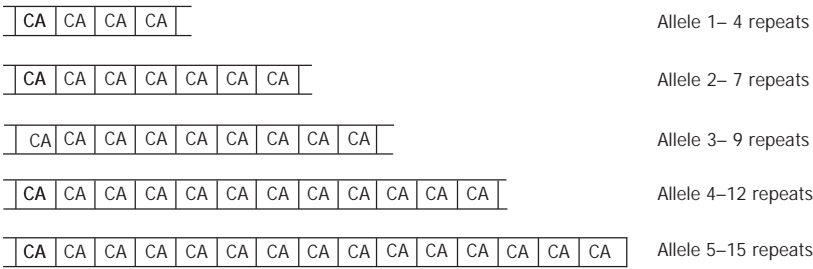 CA CA CA CA Allele 1– 4 repeats
CA CA CA CA CA CA CA Allele 2– 7 repeats
CA CA CA CA CA CA CA CA CA Allele 3– 9 repeats
CA CA CA CA CA CA CA CA CA CA CA CA Allele 4–12 repeats
CA CA CA CA CA CA CA CA CA CA CA CA CA CA CA Allele 5–15 repeats